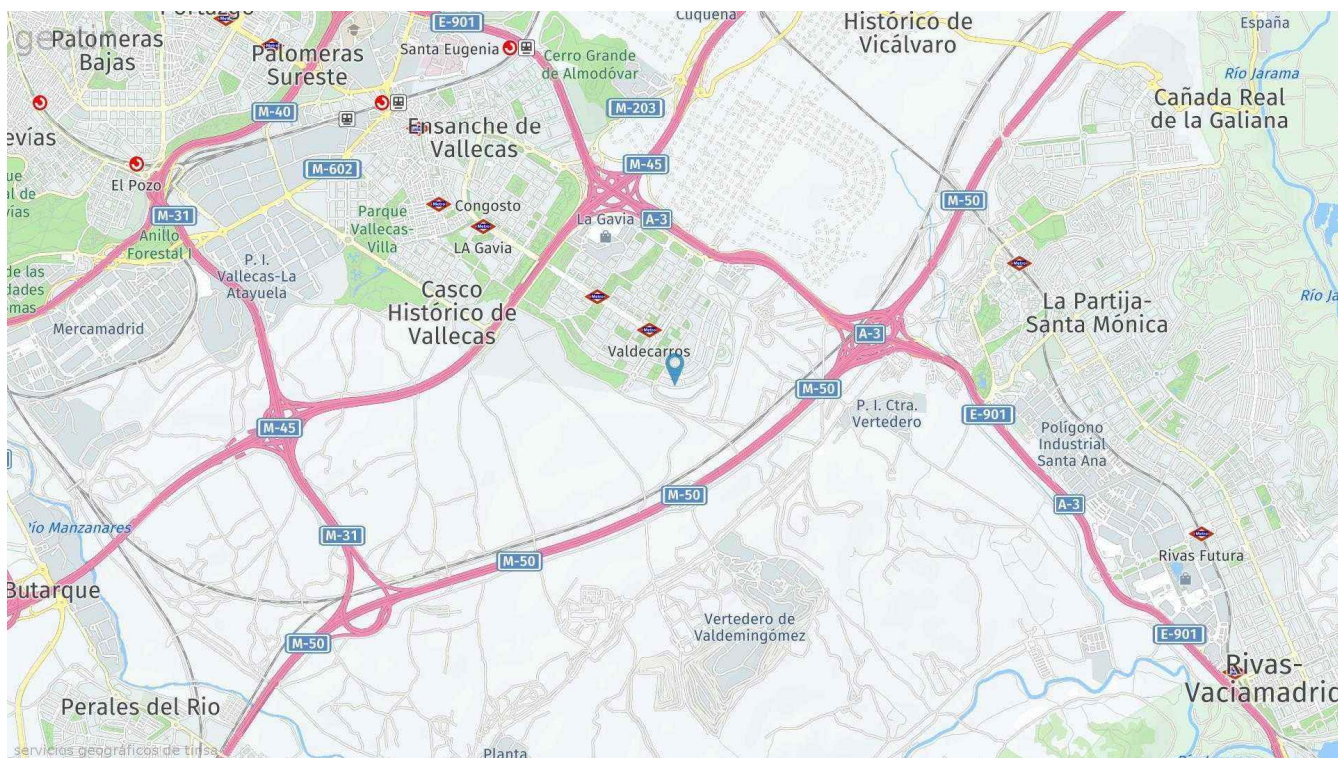 E-901
Cuqueña
España
Palomeras
Bajas
Santa Eugenia
Histórico de
Vicálvaro
Palomeras
Sureste
Cerro Grande
de Almodóvar
Río Jarama
M-40
M-203
Cañada Real
de la Galiana
Ensanche de
Vallecas
M-602
M-45
El Pozo
M-50
M-31
Parque
Vallecas-
Villa
Congosto
La Gavia
A-3
Anillo
Forestal I
LA Gavia
P. I.
Vallecas-La
Atayuela
Casco
Histórico de
Vallecas
La Partija-
Santa Mónica
Mercamadrid
A-3
Valdecarros
M-50
P. I. Ctra.
Vertedero
E-901
M-45
Polígono
Industrial
Santa Ana
M-50
A-3
M-31
Rivas Futura
M-50
Butarque
Vertedero de
Valdemingómez
M-50
E-901
Rivas-
Vaciamadrid
Perales del Rio
servicios geográficos de tinsa
Planta